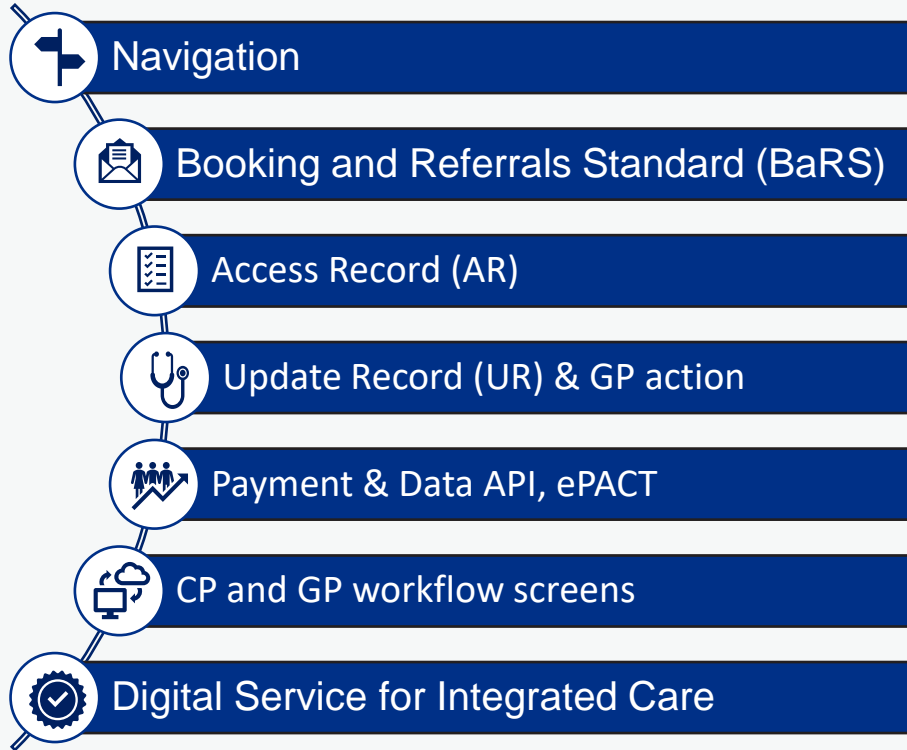 Navigation
Booking and Referrals Standard (BaRS)
Access Record (AR)
Update Record (UR) & GP action
Payment & Data API, ePACT
CP and GP workflow screens
Digital Service for Integrated Care